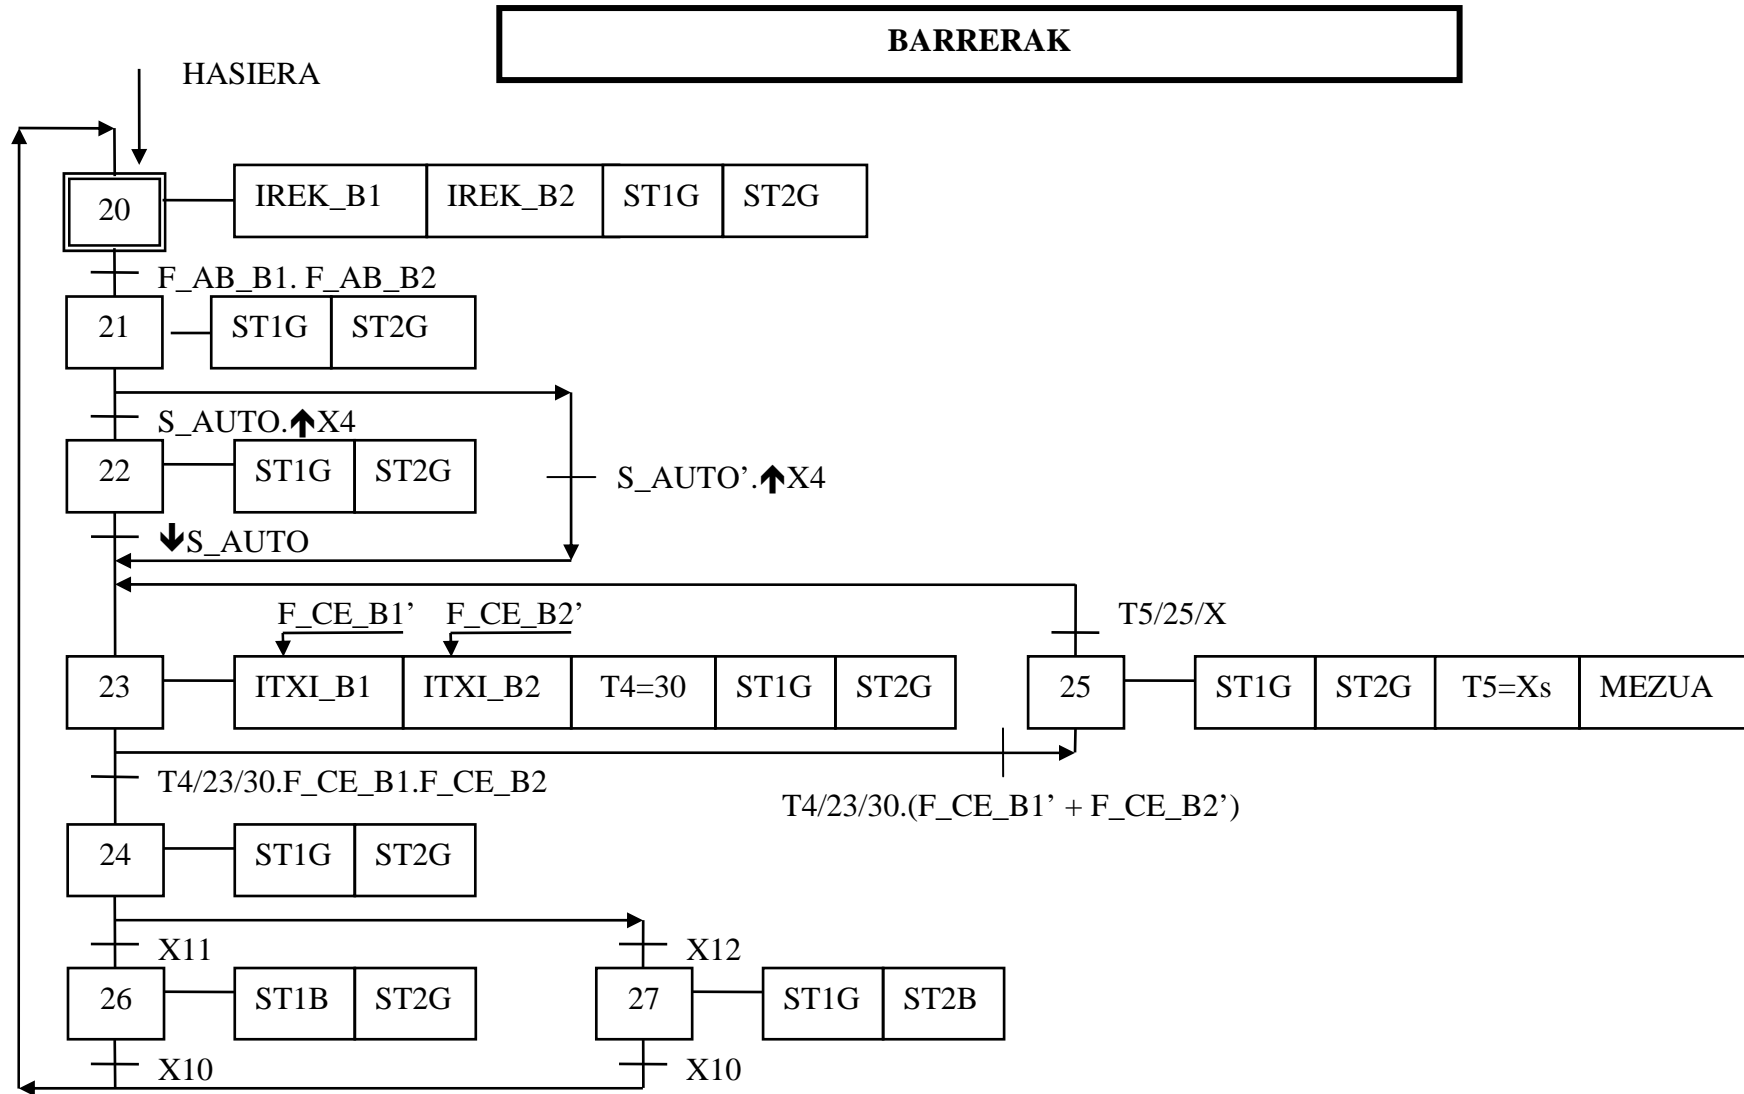 BARRERAK
HASIERA
20 IREK_B1 IREK_B2 ST1G ST2G
F_AB_B1. F_AB_B2
21 ST1G ST2G
S_AUTO.↑X4
22 ST1G ST2G
S_AUTO’.↑X4
↓S_AUTO
F_CE_B1’ F_CE_B2’ T5/25/X
23 ITXI_B1 ITXI_B2 T4=30 ST1G ST2G 25 ST1G ST2G T5=Xs MEZUA
T4/23/30.F_CE_B1.F_CE_B2
T4/23/30.(F_CE_B1’ + F_CE_B2’)
24 ST1G ST2G
X11 X12
26 ST1B ST2G 27 ST1G ST2B
X10 X10